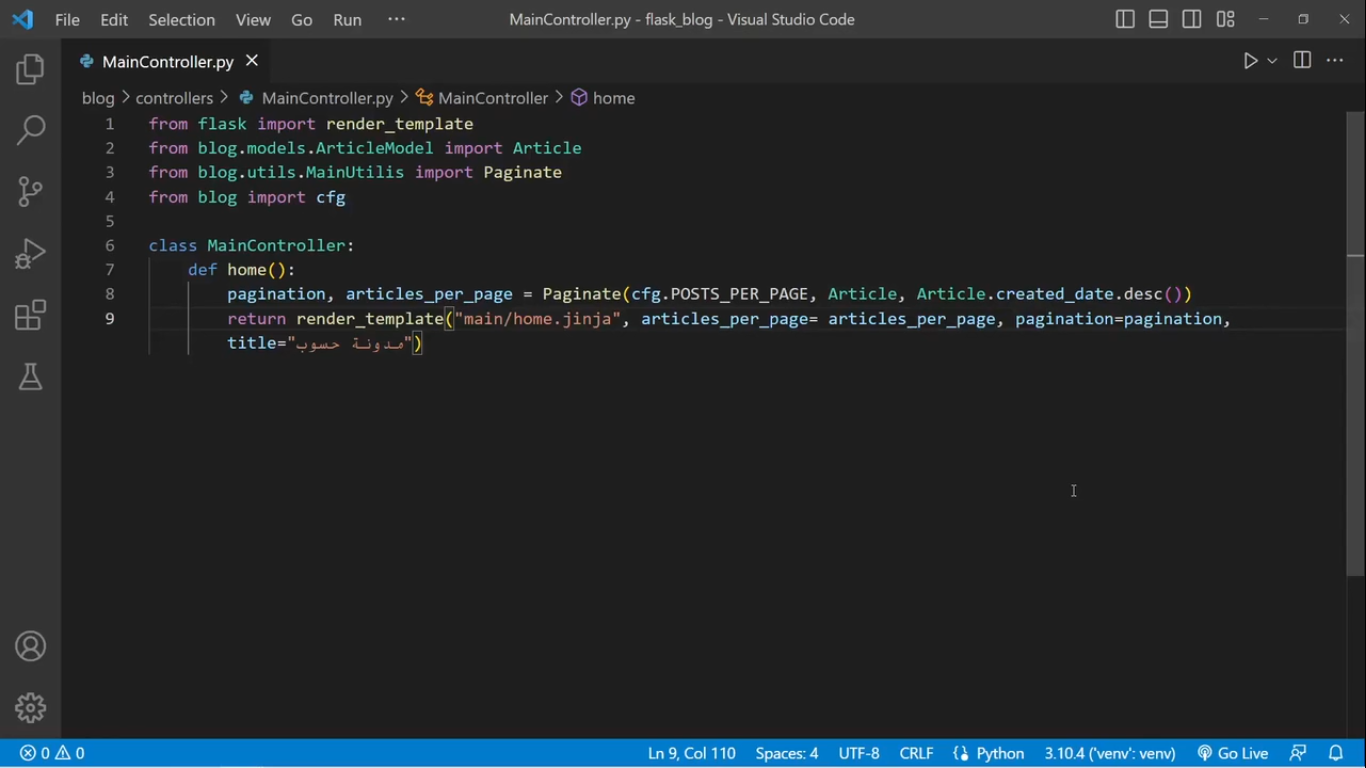 File Edit Selection View Go Run ··· MainController.py - flask_blog - Visual Studio Code
MainController.py
blog > controllers > MainController.py > MainController > home
1 from flask import render_template
2 from blog.models.ArticleModel import Article
3 from blog.utils.MainUtilis import Paginate
4 from blog import cfg
5
6 class MainController:
7 def home():
8 pagination, articles_per_page = Paginate(cfg.POSTS_PER_PAGE, Article, Article.created_date.desc())
9 return render_template("main/home.jinja", articles_per_page= articles_per_page, pagination=pagination,
title="مدونة حسوب")
0 0 Ln 9, Col 110 Spaces: 4 UTF-8 CRLF Python 3.10.4 ('venv': venv) Go Live